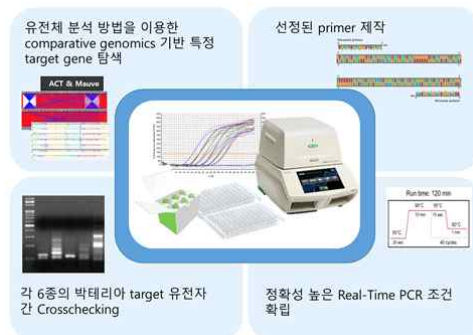 유전체 분석 방법을 이용한
comparative genomics 기반 특정
target gene 탐색
ACT & Mauve
선정된 primer 제작
Run time: 120 min
40 cycles
각 6종의 박테리아 target 유전자
간 Crosschecking
정확성 높은 Real-Time PCR 조건
확립